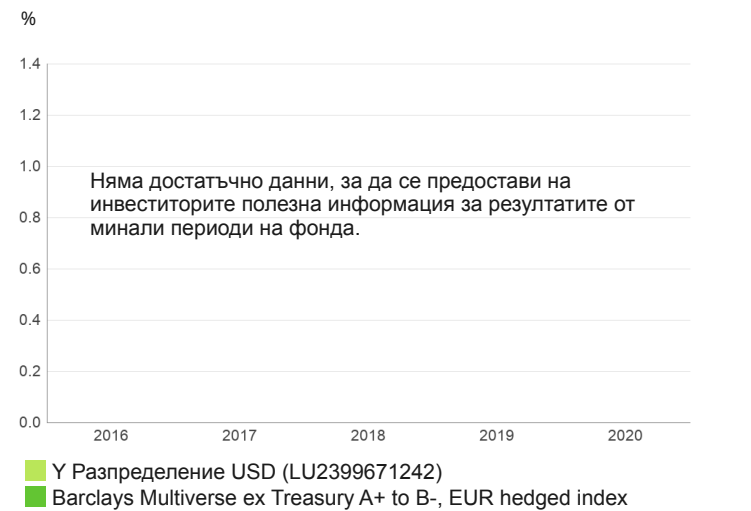 %
1.4
1.2
1.0
Няма достатъчно данни, за да се предостави на
инвеститорите полезна информация за резултатите от
0.8
минали периоди на фонда.
0.6
0.4
0.2
0.0
2016 2017 2018 2019 2020
Y Разпределение USD (LU2399671242)
Barclays Multiverse ex Treasury A+ to B-, EUR hedged index